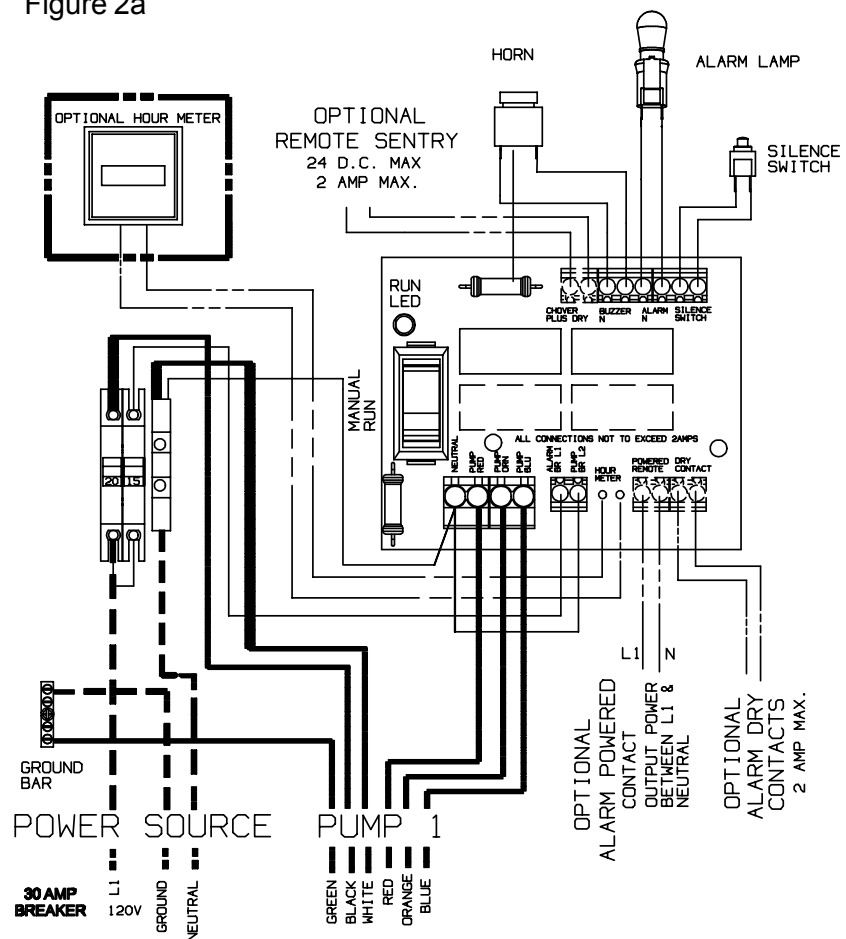 Figure 2a
HORN
ALARM LAMP
OPTIONAL HOUR METER
OPTIONAL
REMOTE SENTRY
24 D.C. MAX
2 AMP MAX.
SILENCE
SWITCH
RUN
LED
CHOVER
PLUS DRY
BUZZER
N
ALARM
N
SILENCE
SWITCH
MANUAL
RUN
ALL CONNECTIONS NOT TO EXCEED 2AMPS
NEUTRAL
PUMP
RED
PUMP
ORN
PUMP
BLU
ALARM
BR L1
PUMP
BR L2
HOUR
METER
POWERED
REMOTE
DRY
CONTACT
20 15
L1 N
OPTIONAL
ALARM POWERED
CONTACT
OUTPUT POWER
BETWEEN L1 &
NEUTRAL
OPTIONAL
ALARM DRY
CONTACTS
2 AMP MAX.
GROUND
BAR
POWER SOURCE
PUMP 1
30 AMP
BREAKER
L1
120V
GROUND
NEUTRAL
GREEN
BLACK
WHITE
RED
ORANGE
BLUE